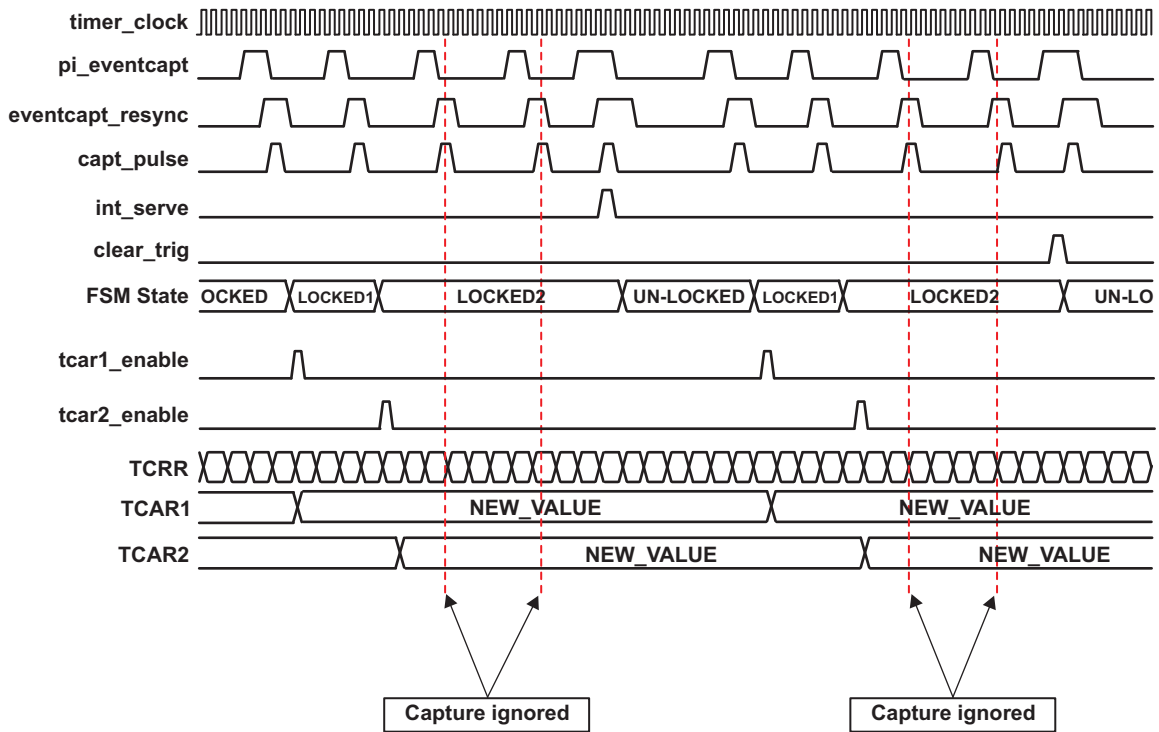 timer_clock
pi_eventcapt
eventcapt_resync
capt_pulse
int_serve
clear_trig
FSM State OCKED LOCKED1 LOCKED2 UN-LOCKED LOCKED1 LOCKED2 UN-LO
tcar1_enable
tcar2_enable
TCRR
TCAR1 NEW_VALUE NEW_VALUE
TCAR2 NEW_VALUE NEW_VALUE
Capture ignored Capture ignored